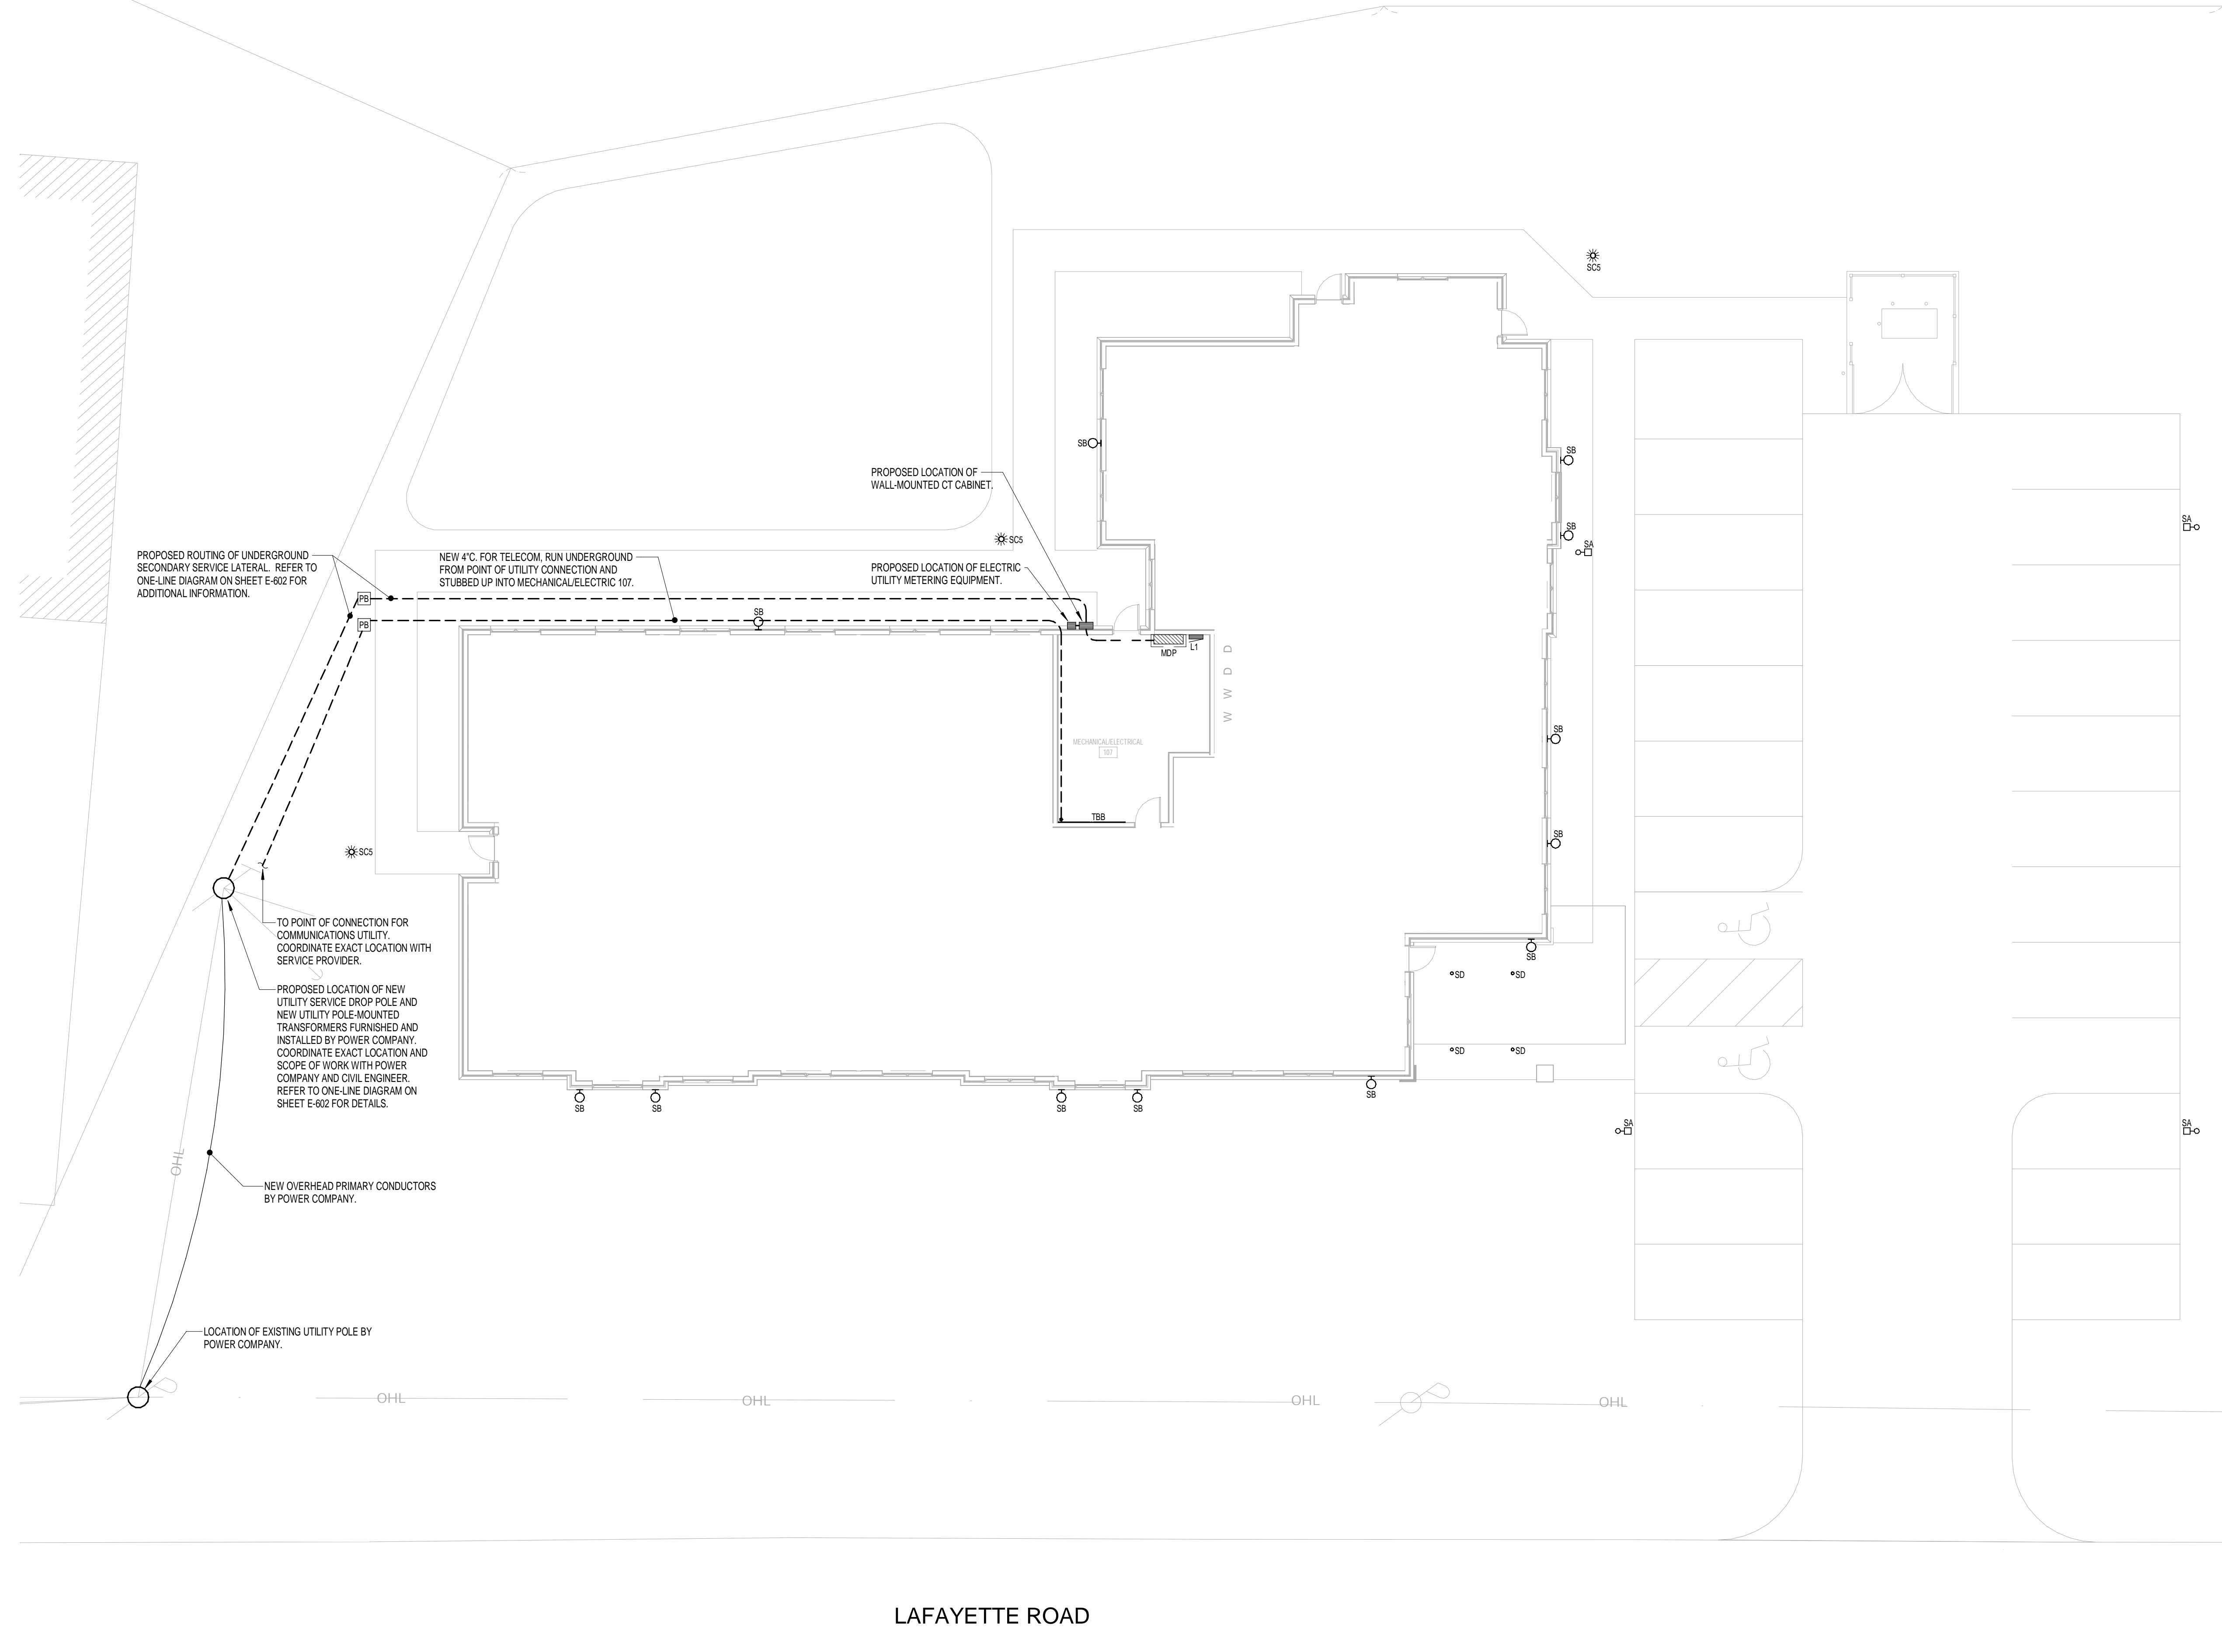 SC5
SB
PROPOSED LOCATION OF
WALL-MOUNTED CT CABINET.
SB
SB
SA
SA
SC5
PROPOSED ROUTING OF UNDERGROUND
SECONDARY SERVICE LATERAL. REFER TO
ONE-LINE DIAGRAM ON SHEET E-602 FOR
ADDITIONAL INFORMATION.
NEW 4"C. FOR TELECOM, RUN UNDERGROUND
FROM POINT OF UTILITY CONNECTION AND
STUBBED UP INTO MECHANICAL/ELECTRIC 107.
PROPOSED LOCATION OF ELECTRIC
UTILITY METERING EQUIPMENT.
PB
PB
SB
MDP
L1
W W D D
MECHANICAL/ELECTRICAL
107
SB
TBB
SB
SC5
TO POINT OF CONNECTION FOR
COMMUNICATIONS UTILITY.
COORDINATE EXACT LOCATION WITH
SERVICE PROVIDER.
SB
SD
SD
PROPOSED LOCATION OF NEW
UTILITY SERVICE DROP POLE AND
NEW UTILITY POLE-MOUNTED
TRANSFORMERS FURNISHED AND
INSTALLED BY POWER COMPANY.
COORDINATE EXACT LOCATION AND
SCOPE OF WORK WITH POWER
COMPANY AND CIVIL ENGINEER.
REFER TO ONE-LINE DIAGRAM ON
SHEET E-602 FOR DETAILS.
SD
SD
SB
SB
SB
SB
SB
SA
SA
OHL
NEW OVERHEAD PRIMARY CONDUCTORS
BY POWER COMPANY.
LOCATION OF EXISTING UTILITY POLE BY
POWER COMPANY.
OHL
OHL
OHL
OHL
LAFAYETTE ROAD